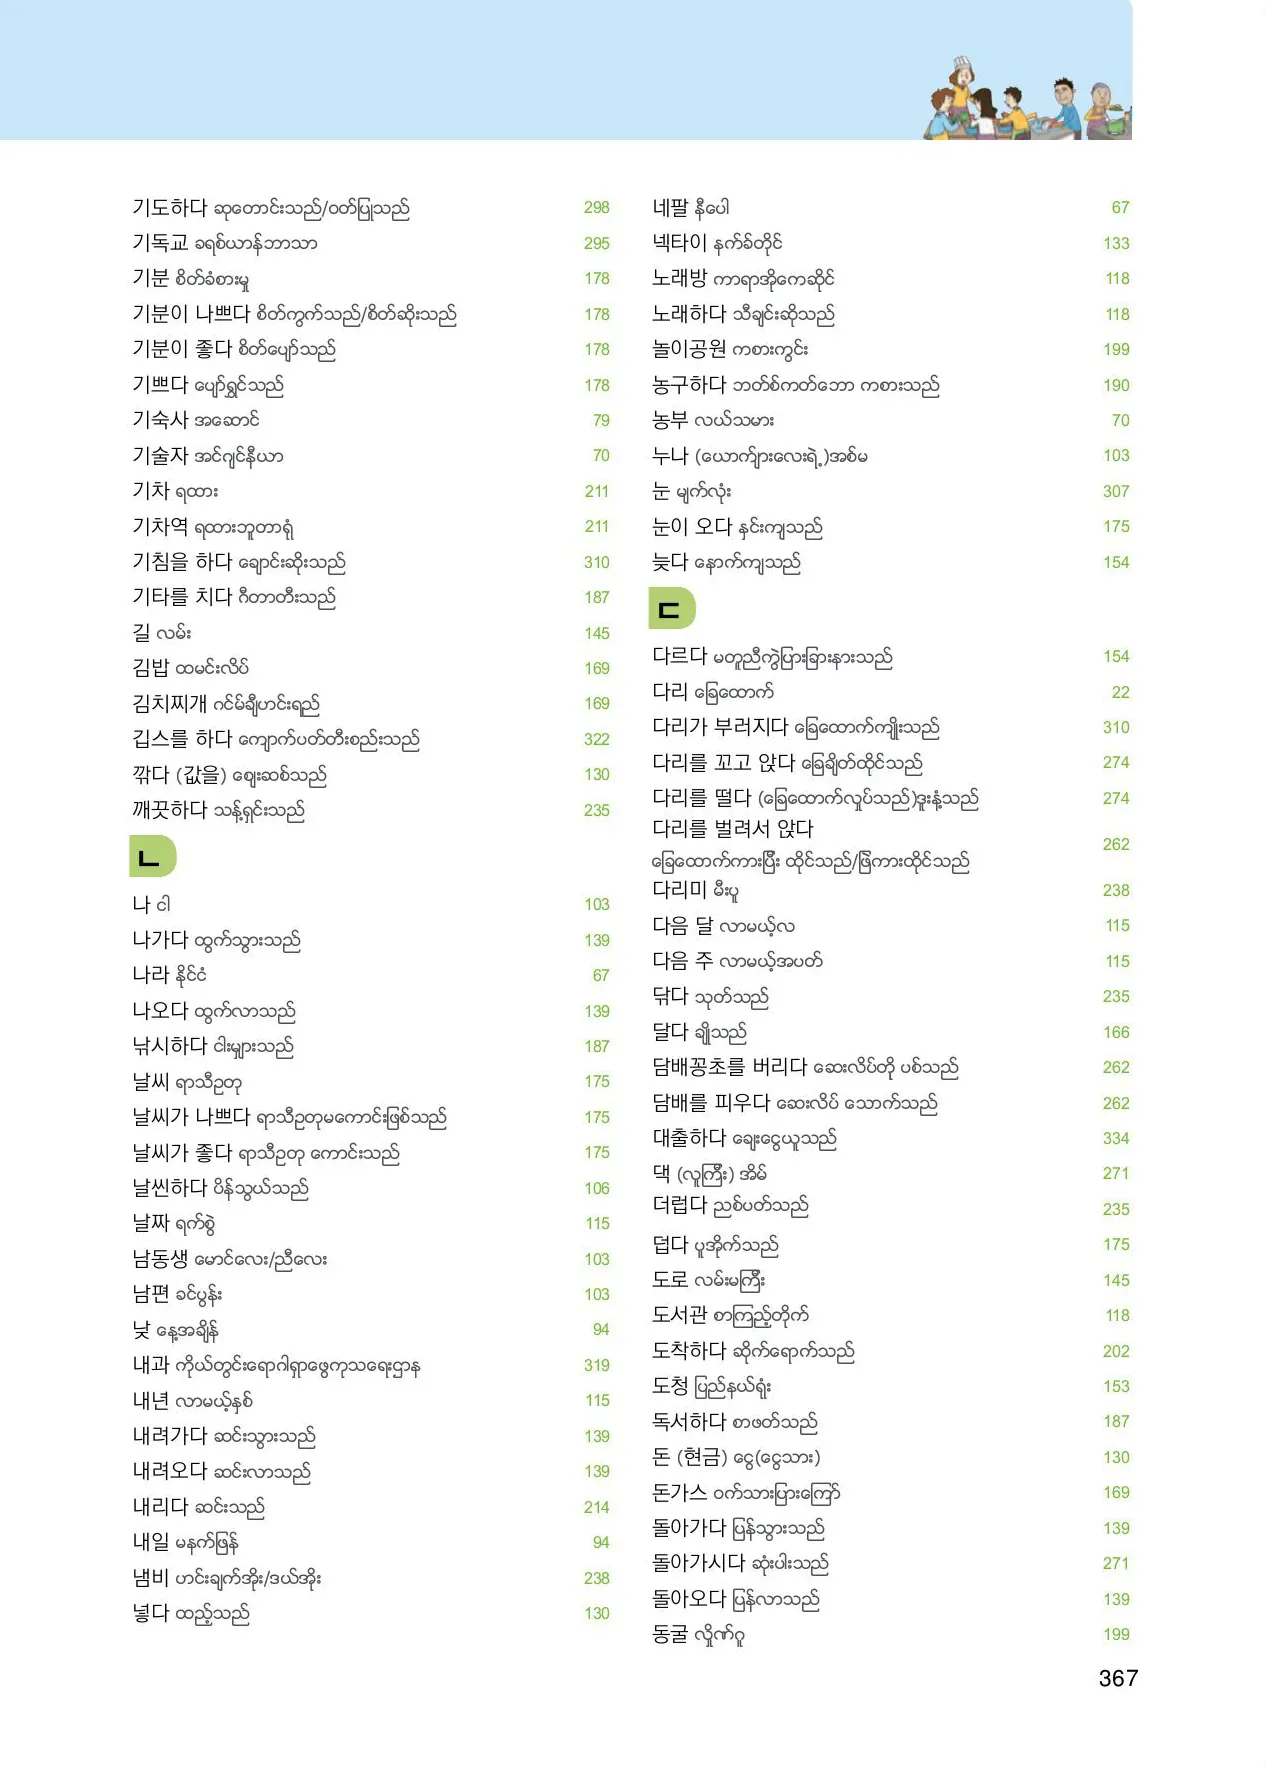 기도하다 ဆုတောင်းသည်/ဝတ်ပြုသည် 298
기독교 ခရစ်ယာန်ဘာသာ 295
기분 စိတ်ခံစားမှု 178
기분이 나쁘다 စိတ်ကွက်သည်/စိတ်ဆိုးသည် 178
기분이 좋다 စိတ်ပျော်သည် 178
기쁘다 ပျော်ရွှင်သည် 178
기숙사 အဆောင် 79
기술자 အင်ဂျင်နီယာ 70
기차 ရထား 211
기차역 ရထားဘူတာရုံ 211
기침을 하다 ချောင်းဆိုးသည် 310
기타를 치다 ဂီတာတီးသည် 187
길 လမ်း 145
김밥 ထမင်းလိပ် 169
김치찌개 ဂင်မ်ချီဟင်းရည် 169
깁스를 하다 ကျောက်ပတ်တီးစည်းသည် 322
깎다 (값을) ဈေးဆစ်သည် 130
깨끗하다 သန့်ရှင်းသည် 235
ㄴ
나 ငါ 103
나가다 ထွက်သွားသည် 139
나라 နိုင်ငံ 67
나오다 ထွက်လာသည် 139
낚시하다 ငါးမျှားသည် 187
날씨 ရာသီဥတု 175
날씨가 나쁘다 ရာသီဥတုမကောင်းဖြစ်သည် 175
날씨가 좋다 ရာသီဥတု ကောင်းသည် 175
날씬하다 ပိန်သွယ်သည် 106
날짜 ရက်စွဲ 115
남동생 မောင်လေး/ညီလေး 103
남편 ခင်ပွန်း 103
낮 နေ့အချိန် 94
내과 ကိုယ်တွင်းရောဂါရှာဖွေကုသရေးဌာန 319
내년 လာမယ့်နှစ် 115
내려가다 ဆင်းသွားသည် 139
내려오다 ဆင်းလာသည် 139
내리다 ဆင်းသည် 214
내일 မနက်ဖြန် 94
냄비 ဟင်းချက်အိုး/ဒယ်အိုး 238
넣다 ထည့်သည် 130
네팔 နီပေါ 67
넥타이 နက်ခ်တိုင် 133
노래방 ကာရာအိုကေဆိုင် 118
노래하다 သီချင်းဆိုသည် 118
놀이공원 ကစားကွင်း 199
농구하다 ဘတ်စ်ကတ်ဘော ကစားသည် 190
농부 လယ်သမား 70
누나 (ယောက်ျားလေးရဲ့)အစ်မ 103
눈 မျက်လုံး 307
눈이 오다 နှင်းကျသည် 175
늦다 နောက်ကျသည် 154
ㄷ
다르다 မတူညီကွဲပြားခြားနားသည် 154
다리 ခြေထောက် 22
다리가 부러지다 ခြေထောက်ကျိုးသည် 310
다리를 꼬고 앉다 ခြေချိတ်ထိုင်သည် 274
다리를 떨다 (ခြေထောက်လှုပ်သည်)ဒူးနှံ့သည် 274
다리를 벌려서 앉다
ခြေထောက်ကားပြီး ထိုင်သည်/ဖြဲကားထိုင်သည် 262
다리미 မီးပူ 238
다음 달 လာမယ့်လ 115
다음 주 လာမယ့်အပတ် 115
닦다 သုတ်သည် 235
달다 ချိုသည် 166
담배꽁초를 버리다 ဆေးလိပ်တို ပစ်သည် 262
담배를 피우다 ဆေးလိပ် သောက်သည် 262
대출하다 ချေးငွေယူသည် 334
댁 (လူကြီး) အိမ် 271
더럽다 ညစ်ပတ်သည် 235
덥다 ပူအိုက်သည် 175
도로 လမ်းမကြီး 145
도서관 စာကြည့်တိုက် 118
도착하다 ဆိုက်ရောက်သည် 202
도청 ပြည်နယ်ရုံး 153
독서하다 စာဖတ်သည် 187
돈 (현금) ငွေ(ငွေသား) 130
돈가스 ဝက်သားပြားကြော် 169
돌아가다 ပြန်သွားသည် 139
돌아가시다 ဆုံးပါးသည် 271
돌아오다 ပြန်လာသည် 139
동굴 လှိုဏ်ဂူ 199
367